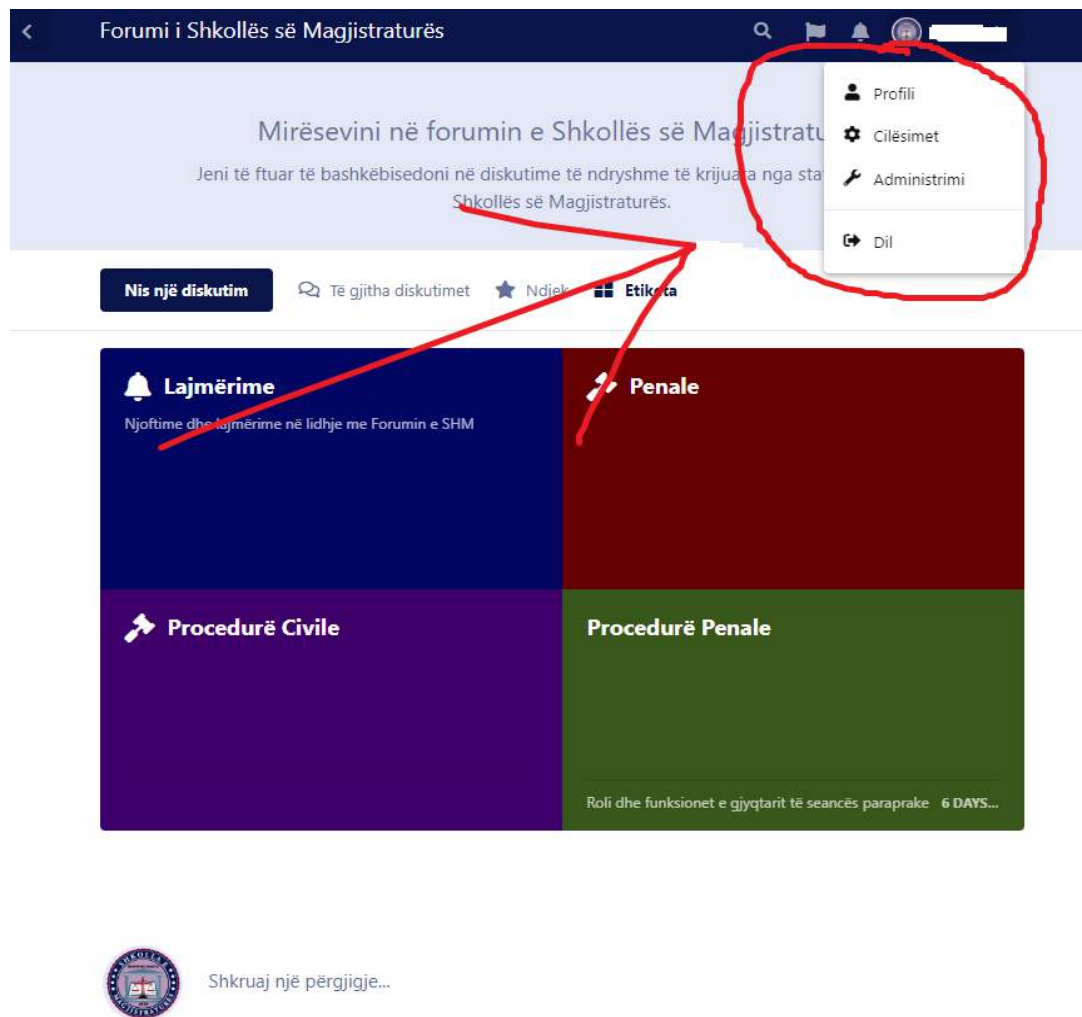 Forumi i Shkollës së Magjistraturës
Profili
Cilësimet
Administrimi
Dil
Mirësevini në forumin e Shkollës së Magjistratu
Jeni të ftuar të bashkëbisedoni në diskutime të ndryshme të krijuara nga sta
Shkollës së Magjistraturës.
Nis një diskutim
Të gjitha diskutimet
Ndjek
Etiketa
Lajmërime
Njoftime dhe lajmërime në lidhje me Forumin e SHM
Penale
Procedurë Civile
Procedurë Penale
Roli dhe funksionet e gjyqtarit të seancës paraprake 6 DAYS...
Shkruaj një përgjigje...